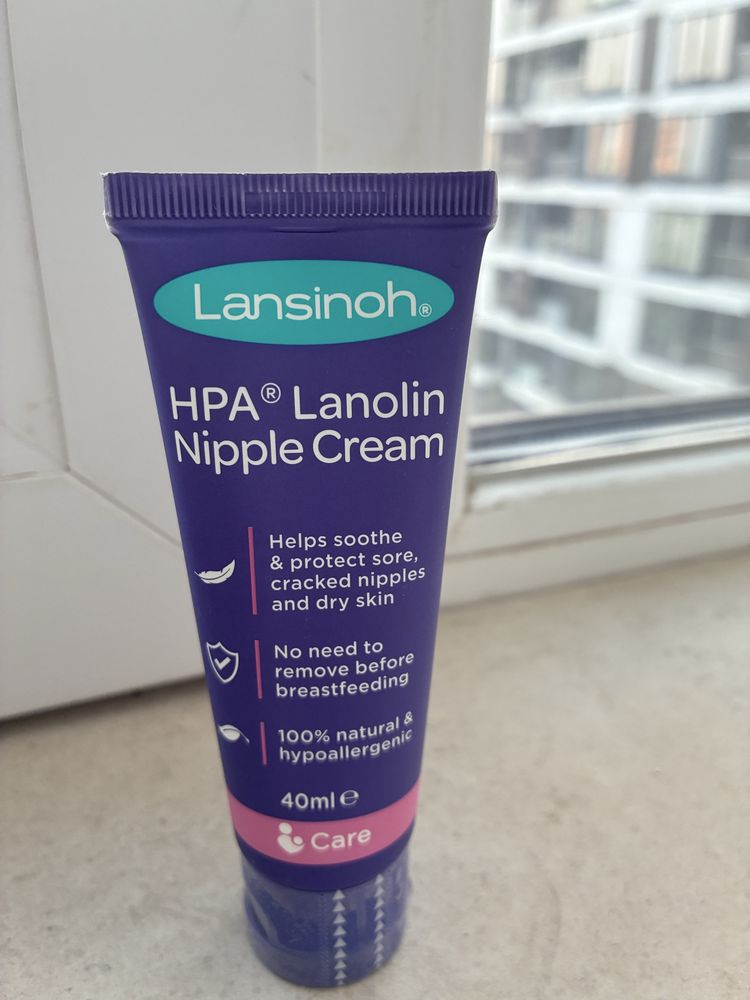 Lansinoh®
HPA® Lanolin
Nipple Cream
Helps soothe
& protect sore,
cracked nipples
and dry skin
No need to
remove before
breastfeeding
100% natural &
hypoallergenic
40ml ℮
Care